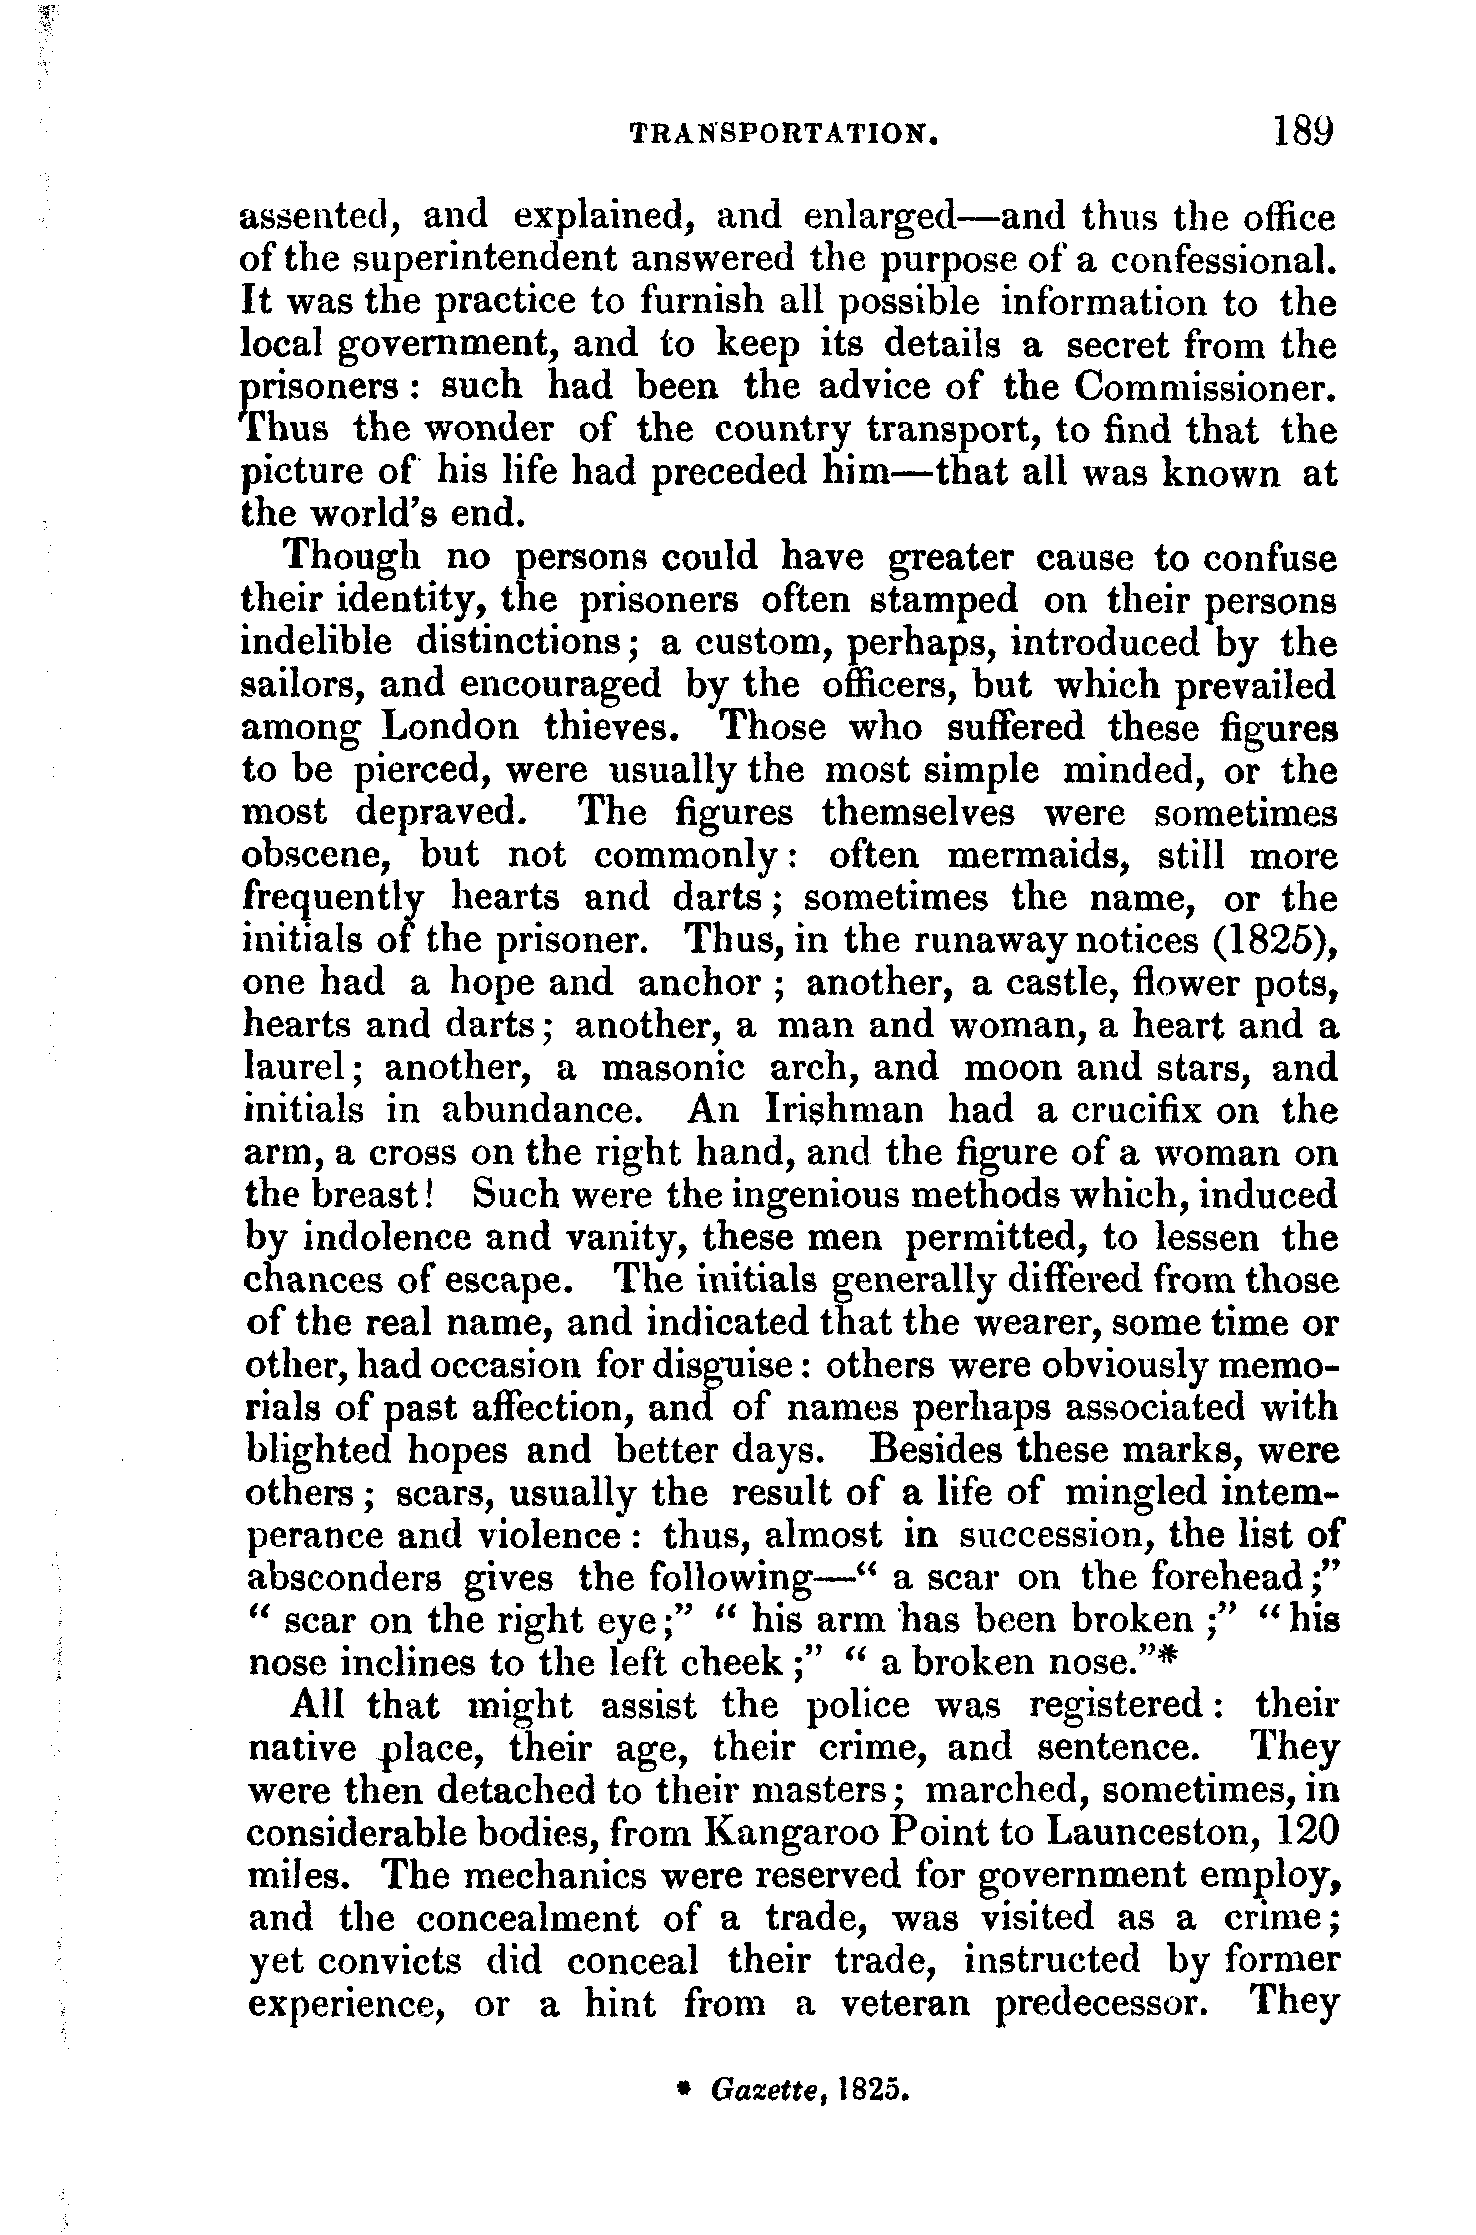 TRANSPORTATION. 189
assented, and explained, and enlarged—and thus the office
of the superintendent answered the purpose of a confessional.
It was the practice to furnish all possible information to the
local government, and to keep its details a secret from the
prisoners : such had been the advice of the Commissioner.
Thus the wonder of the country transport, to find that the
picture of his life had preceded him—that all was known at
the world's end.
Though no persons could have greater cause to confuse
their identity, the prisoners often stamped on their persons
indelible distinctions; a custom, perhaps, introduced by the
sailors, and encouraged by the officers, but which prevailed
among London thieves. Those who suffered these figures
to be pierced, were usually the most simple minded, or the
most depraved. The figures themselves were sometimes
obscene, but not commonly : often mermaids, still more
frequently hearts and darts ; sometimes the name, or the
initials of the prisoner. Thus, in the runaway notices (1825),
one had a hope and anchor ; another, a castle, flower pots,
hearts and darts; another, a man and woman, a heart and a
laurel; another, a masonic arch, and moon and stars, and
initials in abundance. An Irishman had a crucifix on the
arm, a cross on the right hand, and the figure of a woman on
the breast! Such were the ingenious methods which, induced
by indolence and vanity, these men permitted, to lessen the
chances of escape. The initials generally differed from those
of the real name, and indicated that the wearer, some time or
other, had occasion for disguise : others were obviously memo-
rials of past affection, and of names perhaps associated with
blighted hopes and better days. Besides these marks, were
others ; scars, usually the result of a life of mingled intem-
perance and violence : thus, almost in succession, the list of
absconders gives the following—“ a scar on the forehead ;”
“ scar on the right eye ;” “ his arm has been broken ;” “ his
nose inclines to the left cheek ;” “ a broken nose.”*
All that might assist the police was registered : their
native place, their age, their crime, and sentence. They
were then detached to their masters; marched, sometimes, in
considerable bodies, from Kangaroo Point to Launceston, 120
miles. The mechanics were reserved for government employ,
and the concealment of a trade, was visited as a crime;
yet convicts did conceal their trade, instructed by former
experience, or a hint from a veteran predecessor. They
* Gazette, 1825.